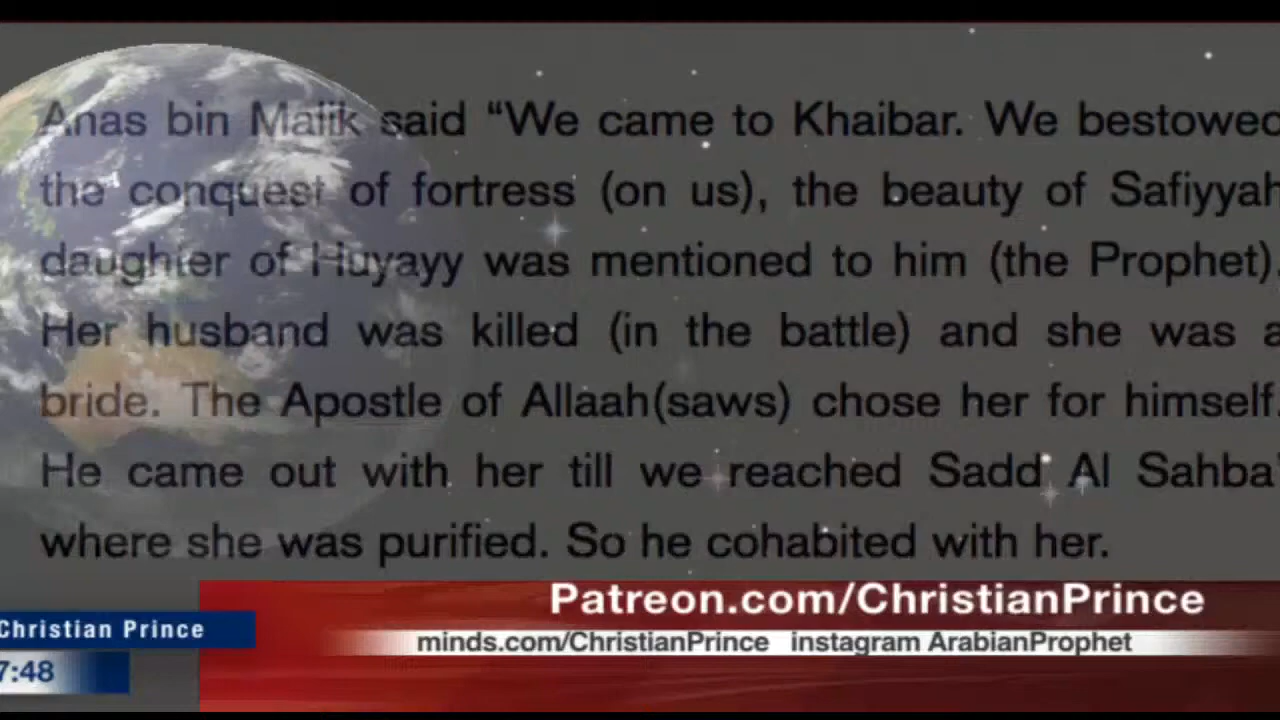 Anas bin Malik said “We came to Khaibar. We bestowed
the conquest of fortress (on us), the beauty of Safiyyah
daughter of Huyayy was mentioned to him (the Prophet).
Her husband was killed (in the battle) and she was a
bride. The Apostle of Allaah(saws) chose her for himself.
He came out with her till we reached Sadd Al Sahba’
where she was purified. So he cohabited with her.
Patreon.com/ChristianPrince
Christian Prince
minds.com/ChristianPrince instagram ArabianProphet
7:48